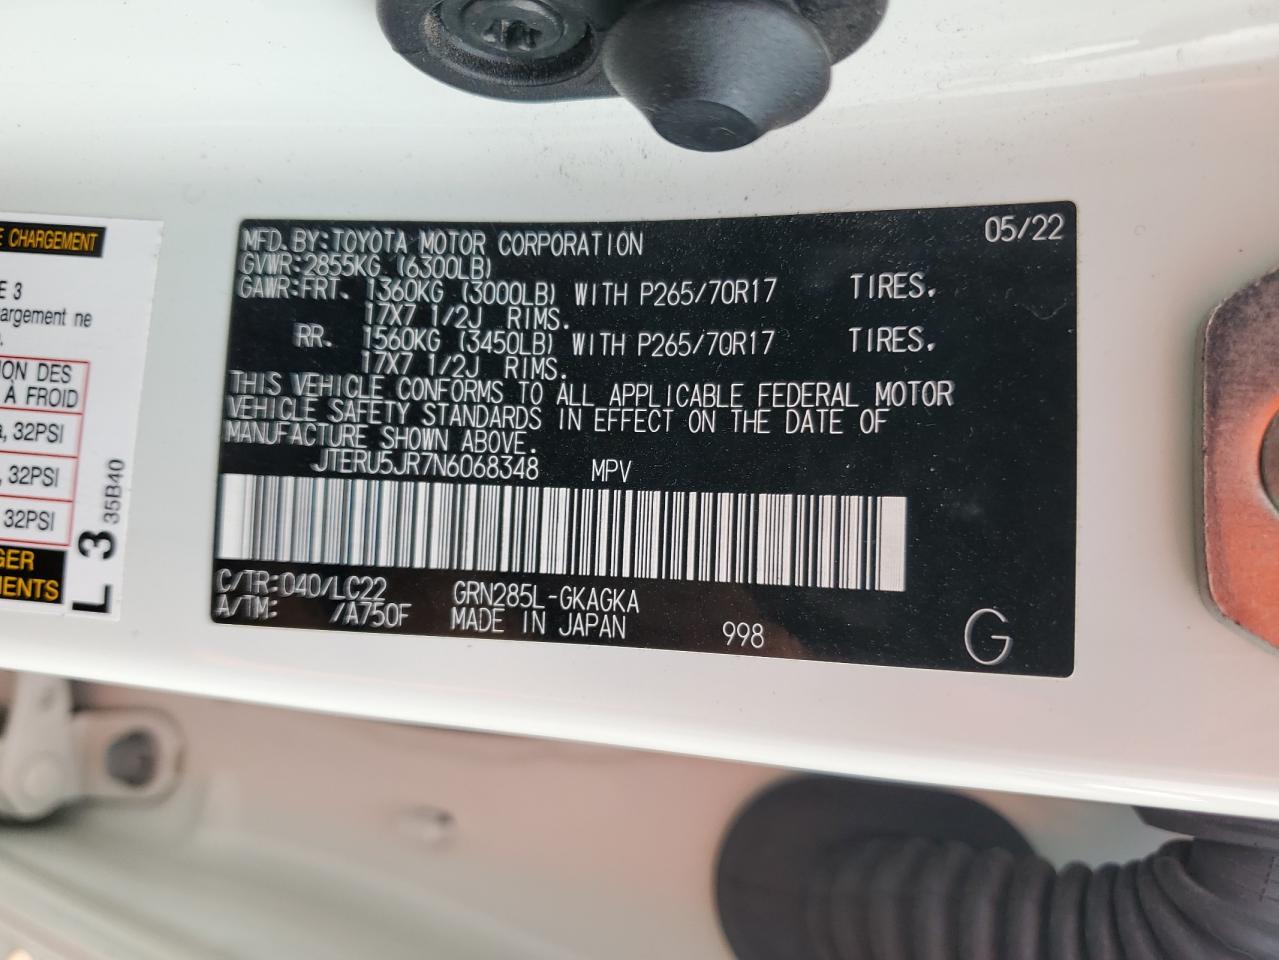 E CHARGEMENT
E 3
chargement ne
ION DES
À FROID
, 32PSI
, 32PSI
32PSI
GER
EMENTS
L 3
35B40
MFD.BY:TOYOTA MOTOR CORPORATION 05/22
GVWR:2855KG (6300LB)
GAWR:FRT. 1360KG (3000LB) WITH P265/70R17 TIRES.
17X7 1/2J RIMS.
RR. 1560KG (3450LB) WITH P265/70R17 TIRES.
17X7 1/2J RIMS.
THIS VEHICLE CONFORMS TO ALL APPLICABLE FEDERAL MOTOR
VEHICLE SAFETY STANDARDS IN EFFECT ON THE DATE OF
MANUFACTURE SHOWN ABOVE.
JTERU5JR7N6068348 MPV
C/TR:040/LC22 GRN285L-GKAGKA
A/TM: /A750F MADE IN JAPAN 998 G